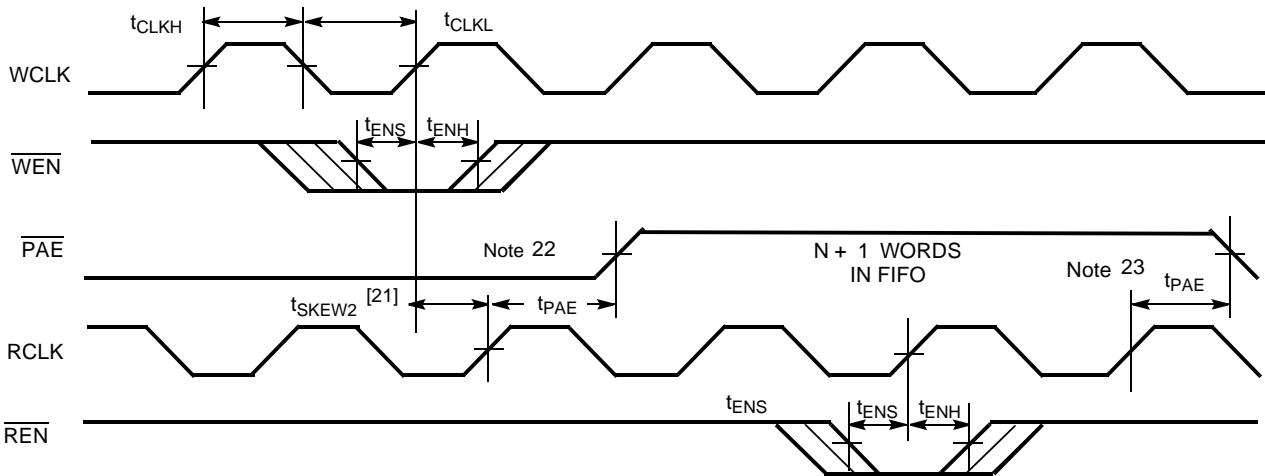 tCLKH
tCLKL
WCLK
tENS
tENH
WEN
PAE
Note 22
N + 1 WORDS
IN FIFO
Note 23
tPAE
tSKEW2 [21]
tPAE
RCLK
tENS
tENS
tENH
REN